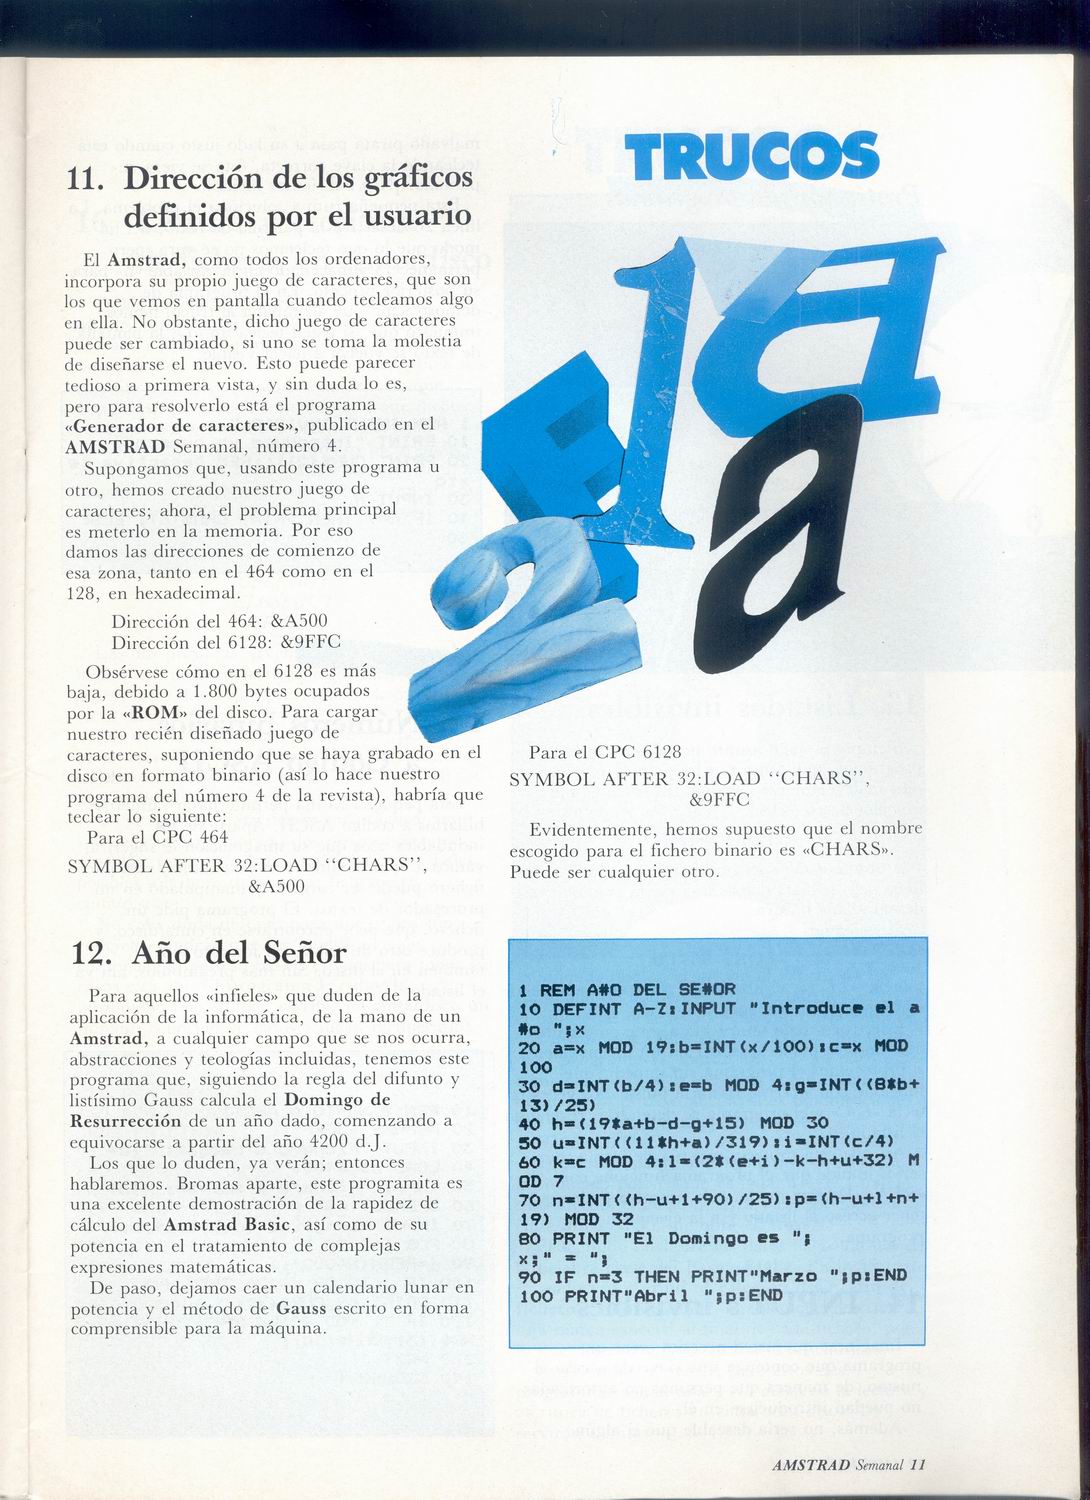 TRUCOS
11. Dirección de los gráficos
definidos por el usuario
El Amstrad, como todos los ordenadores,
incorpora su propio juego de caracteres, que son
los que vemos en pantalla cuando tecleamos algo
en ella. No obstante, dicho juego de caracteres
puede ser cambiado, si uno se toma la molestia
de diseñarse el nuevo. Esto puede parecer
tedioso a primera vista, y sin duda lo es,
pero para resolverlo está el programa
«Generador de caracteres», publicado en el
AMSTRAD Semanal, número 4.
Supongamos que, usando este programa u
otro, hemos creado nuestro juego de
caracteres; ahora, el problema principal
es meterlo en la memoria. Por eso
damos las direcciones de comienzo de
esa zona, tanto en el 464 como en el
128, en hexadecimal.
Dirección del 464: &A500
Dirección del 6128: &9FFC
Obsérvese cómo en el 6128 es más
baja, debido a 1.800 bytes ocupados
por la «ROM» del disco. Para cargar
nuestro recién diseñado juego de
caracteres, suponiendo que se haya grabado en el
disco en formato binario (así lo hace nuestro
programa del número 4 de la revista), habría que
teclear lo siguiente:
Para el CPC 464
SYMBOL AFTER 32:LOAD “CHARS”,
&A500
1 a
F
a
2
Para el CPC 6128
SYMBOL AFTER 32:LOAD “CHARS”,
&9FFC
Evidentemente, hemos supuesto que el nombre
escogido para el fichero binario es «CHARS».
Puede ser cualquier otro.
12. Año del Señor
Para aquellos «infieles» que duden de la
aplicación de la informática, de la mano de un
Amstrad, a cualquier campo que se nos ocurra,
abstracciones y teologías incluidas, tenemos este
programa que, siguiendo la regla del difunto y
listísimo Gauss calcula el Domingo de
Resurrección de un año dado, comenzando a
equivocarse a partir del año 4200 d.J.
Los que lo duden, ya verán; entonces
hablaremos. Bromas aparte, este programita es
una excelente demostración de la rapidez de
cálculo del Amstrad Basic, así como de su
potencia en el tratamiento de complejas
expresiones matemáticas.
De paso, dejamos caer un calendario lunar en
potencia y el método de Gauss escrito en forma
comprensible para la máquina.
1 REM A#O DEL SE#OR
10 DEFINT A-Z:INPUT "Introduce el a
#o ";x
20 a=x MOD 19:b=INT(x/100):c=x MOD
100
30 d=INT(b/4):e=b MOD 4:g=INT((8*b+
13)/25)
40 h=(19*a+b-d-g+15) MOD 30
50 u=INT((11*h+a)/319):i=INT(c/4)
60 k=c MOD 4:l=(2*(e+i)-k-h+u+32) M
OD 7
70 n=INT((h-u+l+90)/25):p=(h-u+l+n+
19) MOD 32
80 PRINT "El Domingo es ";
x;" = ";
90 IF n=3 THEN PRINT"Marzo ";p:END
100 PRINT"Abril ";p:END
AMSTRAD Semanal 11